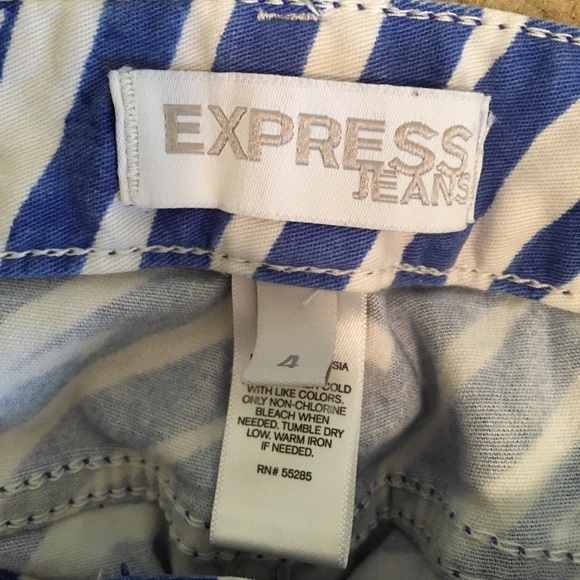 EXPRESS
JEANS
4
SIA
COLD
WITH LIKE COLORS.
ONLY NON-CHLORINE
BLEACH WHEN
NEEDED. TUMBLE DRY
LOW. WARM IRON
IF NEEDED.
RN# 55285